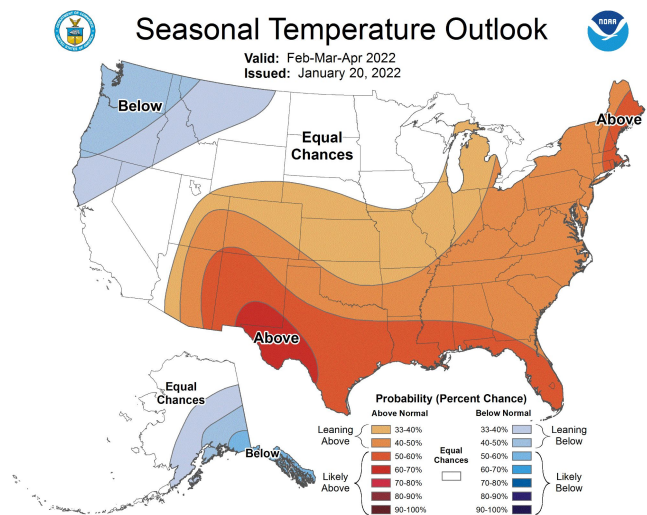 Seasonal Temperature Outlook
NOAA
Valid: Feb-Mar-Apr 2022
Issued: January 20, 2022
Below
Equal
Chances
Above
Above
Equal
Chances
Below
Probability (Percent Chance)
Above Normal
Below Normal
Leaning
Above
33-40%
40-50%
Likely
Above
50-60%
60-70%
70-80%
80-90%
90-100%
Equal
Chances
33-40%
40-50%
Leaning
Below
50-60%
60-70%
70-80%
80-90%
90-100%
Likely
Below